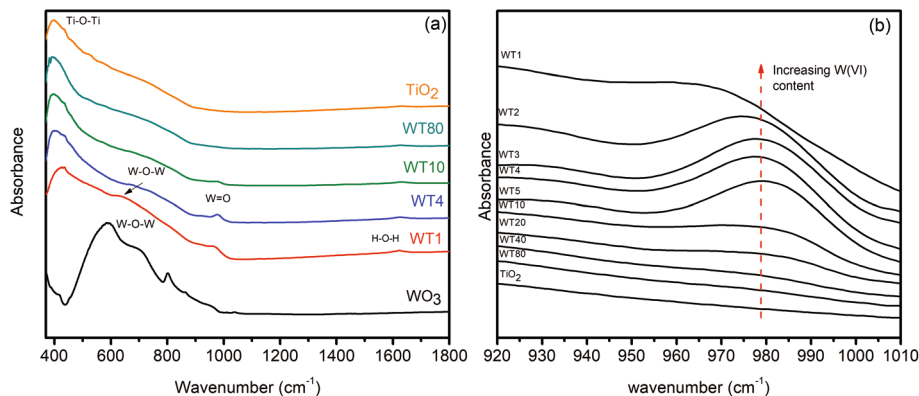 (a)
Ti-O-Ti
TiO2
WT80
WT10
W-O-W
WT4
W=O
W-O-W
H-O-H
WT1
WO3
Absorbance
400 600 800 1000 1200 1400 1600 1800
Wavenumber (cm-1)
(b)
WT1
Increasing W(VI)
content
WT2
WT3
WT4
WT5
WT10
WT20
WT40
WT80
TiO2
Absorbance
920 930 940 950 960 970 980 990 1000 1010
wavenumber (cm-1)